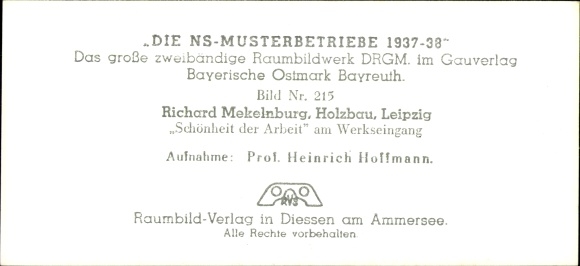 „DIE NS-MUSTERBETRIEBE 1937-38“
Das große zweibändige Raumbildwerk DRGM. im Gauverlag
Bayerische Ostmark Bayreuth.
Bild Nr. 215
Richard Mekelnburg, Holzbau, Leipzig
„Schönheit der Arbeit” am Werkseingang
Aufnahme: Prof. Heinrich Hoffmann.
RVS
Raumbild-Verlag in Diessen am Ammersee.
Alle Rechte vorbehalten.